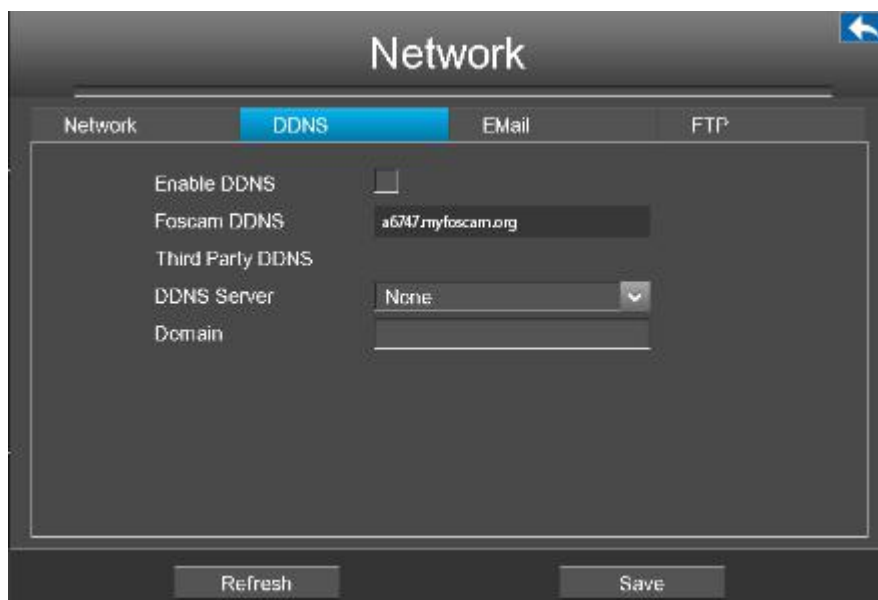 Network
Network DDNS EMail FTP
Enable DDNS
Foscam DDNS a6747.myfoscam.org
Third Party DDNS
DDNS Server None
Domain
Refresh Save